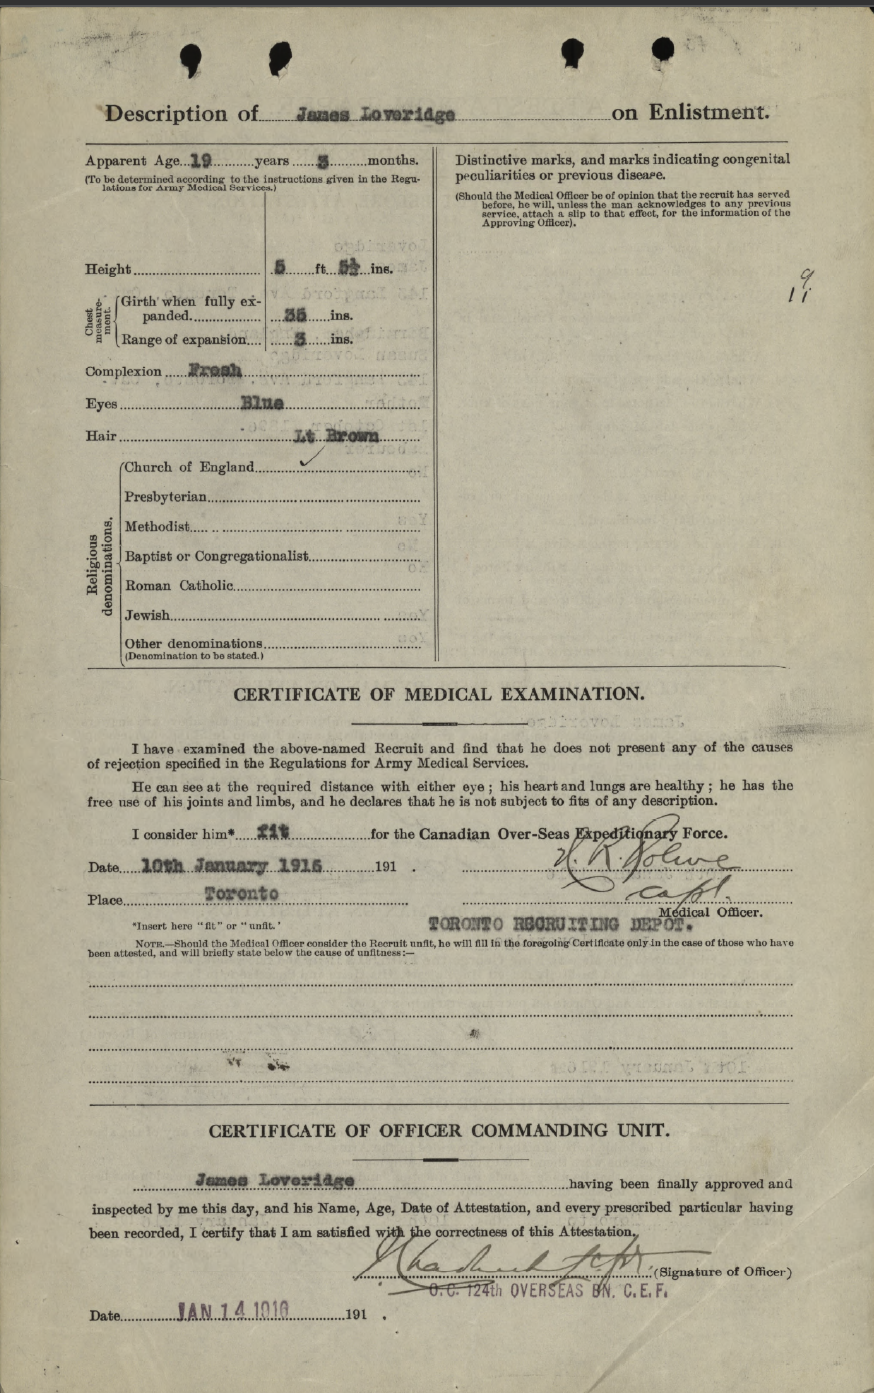 Description of James Loveridge on Enlistment.
Apparent Age 19 years 3 months.
(To be determined according to the instructions given in the Regu-
lations for Army Medical Services.)
Height 5 ft. 5½ ins.
Chest measure-
ment.
Girth when fully ex-
panded 35 ins.
Range of expansion 3 ins.
Complexion Fresh
Eyes Blue
Hair Lt Brown
Religious
denominations.
Church of England ✓
Presbyterian
Methodist
Baptist or Congregationalist
Roman Catholic
Jewish
Other denominations
(Denomination to be stated.)
Distinctive marks, and marks indicating congenital
peculiarities or previous disease.
(Should the Medical Officer be of opinion that the recruit has served
before, he will, unless the man acknowledges to any previous
service, attach a slip to that effect, for the information of the
Approving Officer).
CERTIFICATE OF MEDICAL EXAMINATION.
I have examined the above-named Recruit and find that he does not present any of the causes
of rejection specified in the Regulations for Army Medical Services.
He can see at the required distance with either eye; his heart and lungs are healthy; he has the
free use of his joints and limbs, and he declares that he is not subject to fits of any description.
I consider him* fit for the Canadian Over-Seas Expeditionary Force.
Date 10th January 1916 191 .
Capt.
Place Toronto
Medical Officer.
*Insert here "fit" or "unfit."
TORONTO RECRUITING DEPOT.
NOTE.—Should the Medical Officer consider the Recruit unfit, he will fill in the foregoing Certificate only in the case of those who have
been attested, and will briefly state below the cause of unfitness:—
CERTIFICATE OF OFFICER COMMANDING UNIT.
James Loveridge having been finally approved and
inspected by me this day, and his Name, Age, Date of Attestation, and every prescribed particular having
been recorded, I certify that I am satisfied with the correctness of this Attestation.
(Signature of Officer)
O.C. 124th OVERSEAS BN. C.E.F.
Date JAN 14 1916 191 .